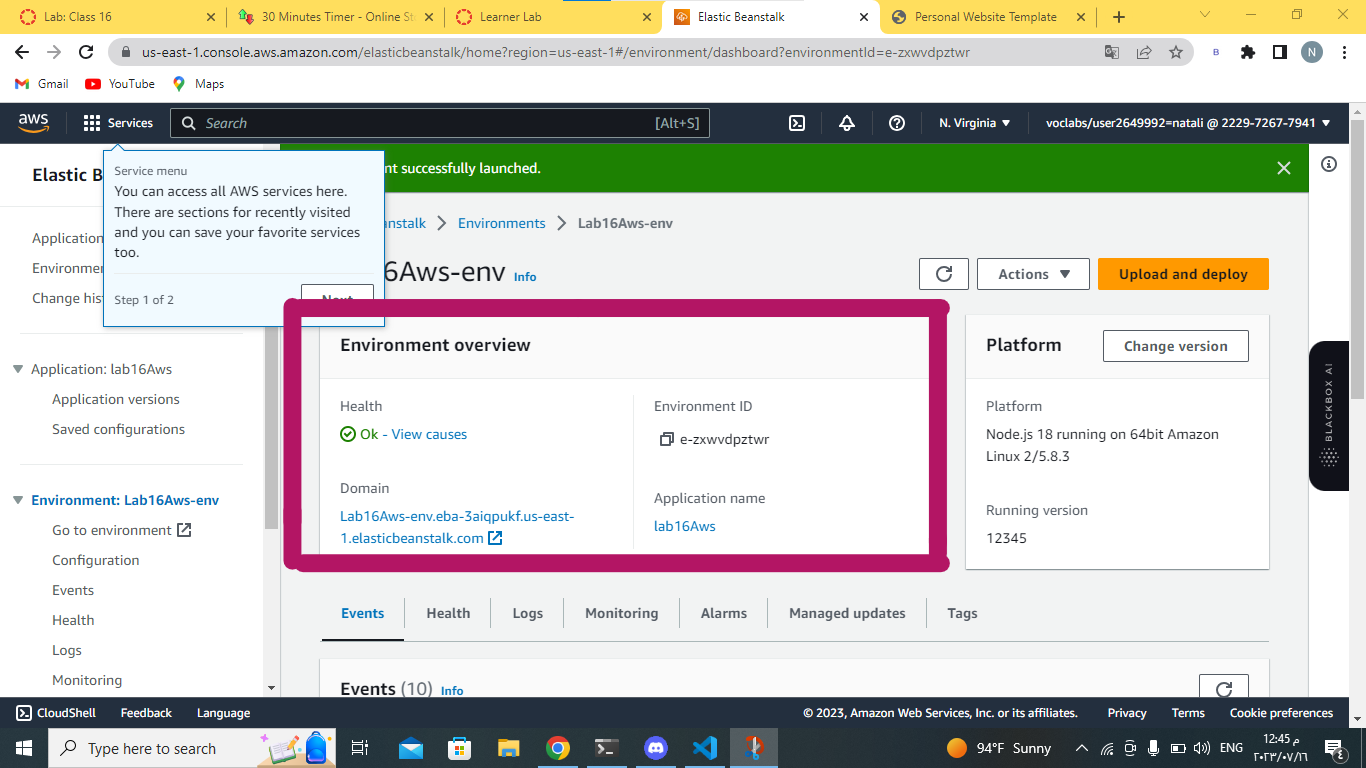 Lab: Class 16
30 Minutes Timer - Online St
Learner Lab
Elastic Beanstalk
Personal Website Template
us-east-1.console.aws.amazon.com/elasticbeanstalk/home?region=us-east-1#/environment/dashboard?environmentId=e-zxwvdpztwr
B
N
Gmail
YouTube
Maps
aws
Services
Search
[Alt+S]
N. Virginia
voclabs/user2649992=natali @ 2229-7267-7941
Elastic B
Application
Environme
Change his
Application: lab16Aws
Application versions
Saved configurations
Environment: Lab16Aws-env
Go to environment
Configuration
Events
Health
Logs
Monitoring
Service menu
You can access all AWS services here.
There are sections for recently visited
and you can save your favorite services
too.
Step 1 of 2
Next
nt successfully launched.
anstalk
Environments
Lab16Aws-env
6Aws-env
Info
Actions
Upload and deploy
Environment overview
Health
Ok - View causes
Domain
Lab16Aws-env.eba-3aiqpukf.us-east-
1.elasticbeanstalk.com
Environment ID
e-zxwvdpztwr
Application name
lab16Aws
Platform
Change version
Platform
Node.js 18 running on 64bit Amazon
Linux 2/5.8.3
Running version
12345
BLACKBOX AI
Events
Health
Logs
Monitoring
Alarms
Managed updates
Tags
Events (10)
Info
CloudShell
Feedback
Language
© 2023, Amazon Web Services, Inc. or its affiliates.
Privacy
Terms
Cookie preferences
Type here to search
94°F Sunny
ENG
12:45 م
٢٠٢٣/٠٧/١٦
٤